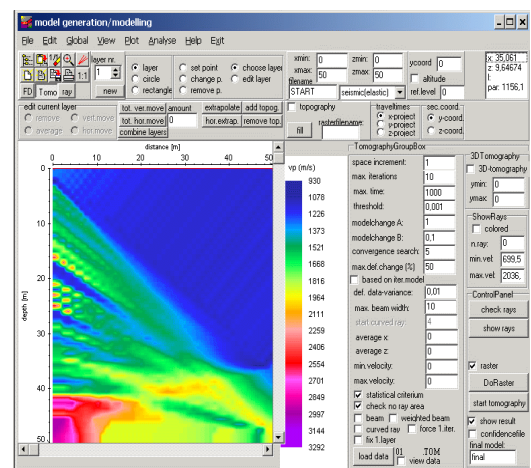 model generation/modelling
File Edit Global View Plot Analyse Help Exit
layer nr.
1
new
1:1
FD Tomo ray
layer
circle
rectangle
set point
change p.
remove p.
choose layer
edit layer
xmin: 0
xmax: 50
zmin: 0
zmax: 50
ycoord 0
altitude
ref.level 0
x: 35,061
z: 9,64674
l:
par: 1156,1
filename
START
seismic(elastic)
edit current layer
remove
vert.move
average
hor.move
tot. ver.move
amount
tot. hor.move
0
combine layers
extrapolate
add topog.
hor.extrap.
remove top.
topography
fill
rasterfilename:
traveltimes
x-project
y-project
z-project
sec.coord.
y-coord.
z-coord.
distance [m]
0 10 20 30 40 50
depth [m]
0
10
20
30
40
50
vp (m/s)
930
1078
1226
1373
1521
1668
1816
1964
2111
2259
2406
2554
2701
2849
2997
3144
3292
TomographyGroupBox
space increment: 1
max. iterations 10
max. time: 1000
threshold: 0,001
modelchange A: 1
modelchange B: 0,1
convergence search: 5
max.def.change (%) 50
based on iter.model
def. data-variance: 0,01
max. beam width: 10
start curved ray: 4
average x: 0
average z: 0
min.velocity: 0
max.velocity: 0
statistical criterium
check no ray area
beam weighted beam
curved ray force 1.iter.
fix 1.layer
load data 01 .TOM
view data
3DTomography
3D-tomography
ymin: 0
ymax: 0
ShowRays
colored
n.ray: 0
min.vel: 699,5
max.vel: 2036,
ControlPanel
check rays
show rays
raster
DoRaster
start tomography
show result
confidencefile
final model:
final